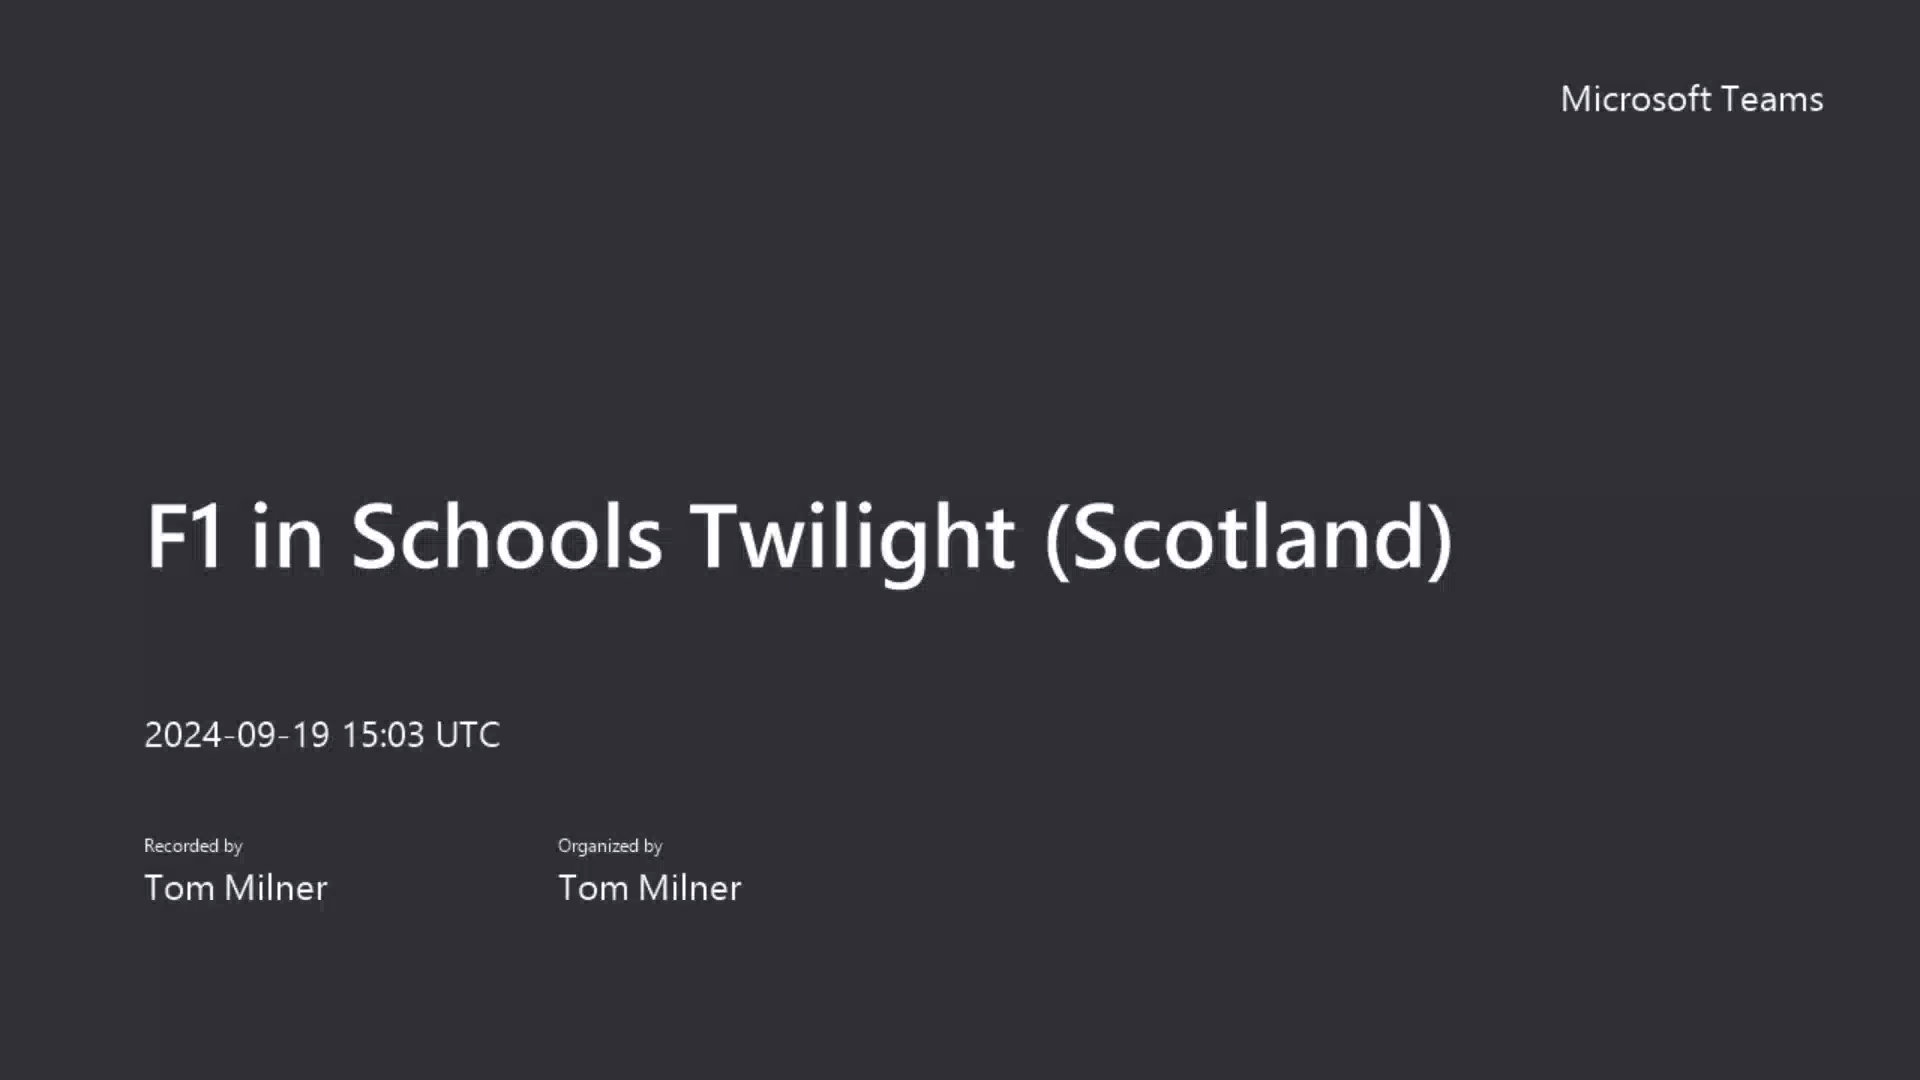 Microsoft Teams
F1 in Schools Twilight (Scotland)
2024-09-19 15:03 UTC
Recorded by
Tom Milner
Organized by
Tom Milner